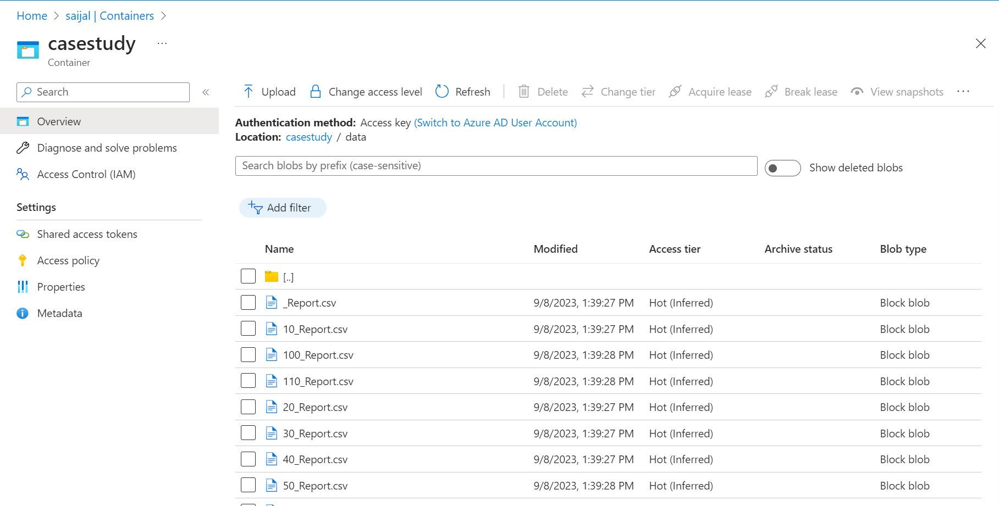 Home > saijal | Containers >
casestudy ...
Container
Search «
Upload Change access level Refresh Delete Change tier Acquire lease Break lease View snapshots ...
Overview
Diagnose and solve problems
Access Control (IAM)
Settings
Shared access tokens
Access policy
Properties
Metadata
Authentication method: Access key (Switch to Azure AD User Account)
Location: casestudy / data
Search blobs by prefix (case-sensitive) Show deleted blobs
Add filter
Name Modified Access tier Archive status Blob type
[..]
_Report.csv 9/8/2023, 1:39:27 PM Hot (Inferred) Block blob
10_Report.csv 9/8/2023, 1:39:27 PM Hot (Inferred) Block blob
100_Report.csv 9/8/2023, 1:39:28 PM Hot (Inferred) Block blob
110_Report.csv 9/8/2023, 1:39:28 PM Hot (Inferred) Block blob
20_Report.csv 9/8/2023, 1:39:27 PM Hot (Inferred) Block blob
30_Report.csv 9/8/2023, 1:39:27 PM Hot (Inferred) Block blob
40_Report.csv 9/8/2023, 1:39:27 PM Hot (Inferred) Block blob
50_Report.csv 9/8/2023, 1:39:28 PM Hot (Inferred) Block blob